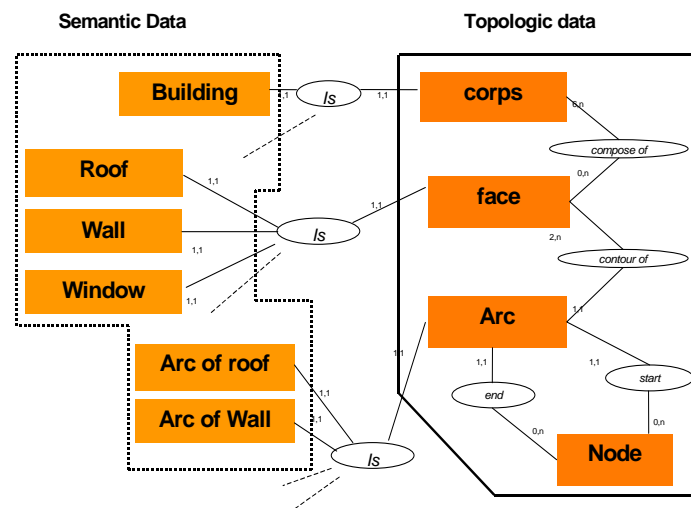 Semantic Data
Topologic data
Building
1,1
Is
1,1
corps
6,n
compose of
0,n
Roof
1,1
Wall
1,1
Window
1,1
Is
1,1
face
2,n
contour of
1,1
Arc of roof
1,1
Arc of Wall
1,1
Is
1,1
Arc
1,1
end
0,n
1,1
start
0,n
Node